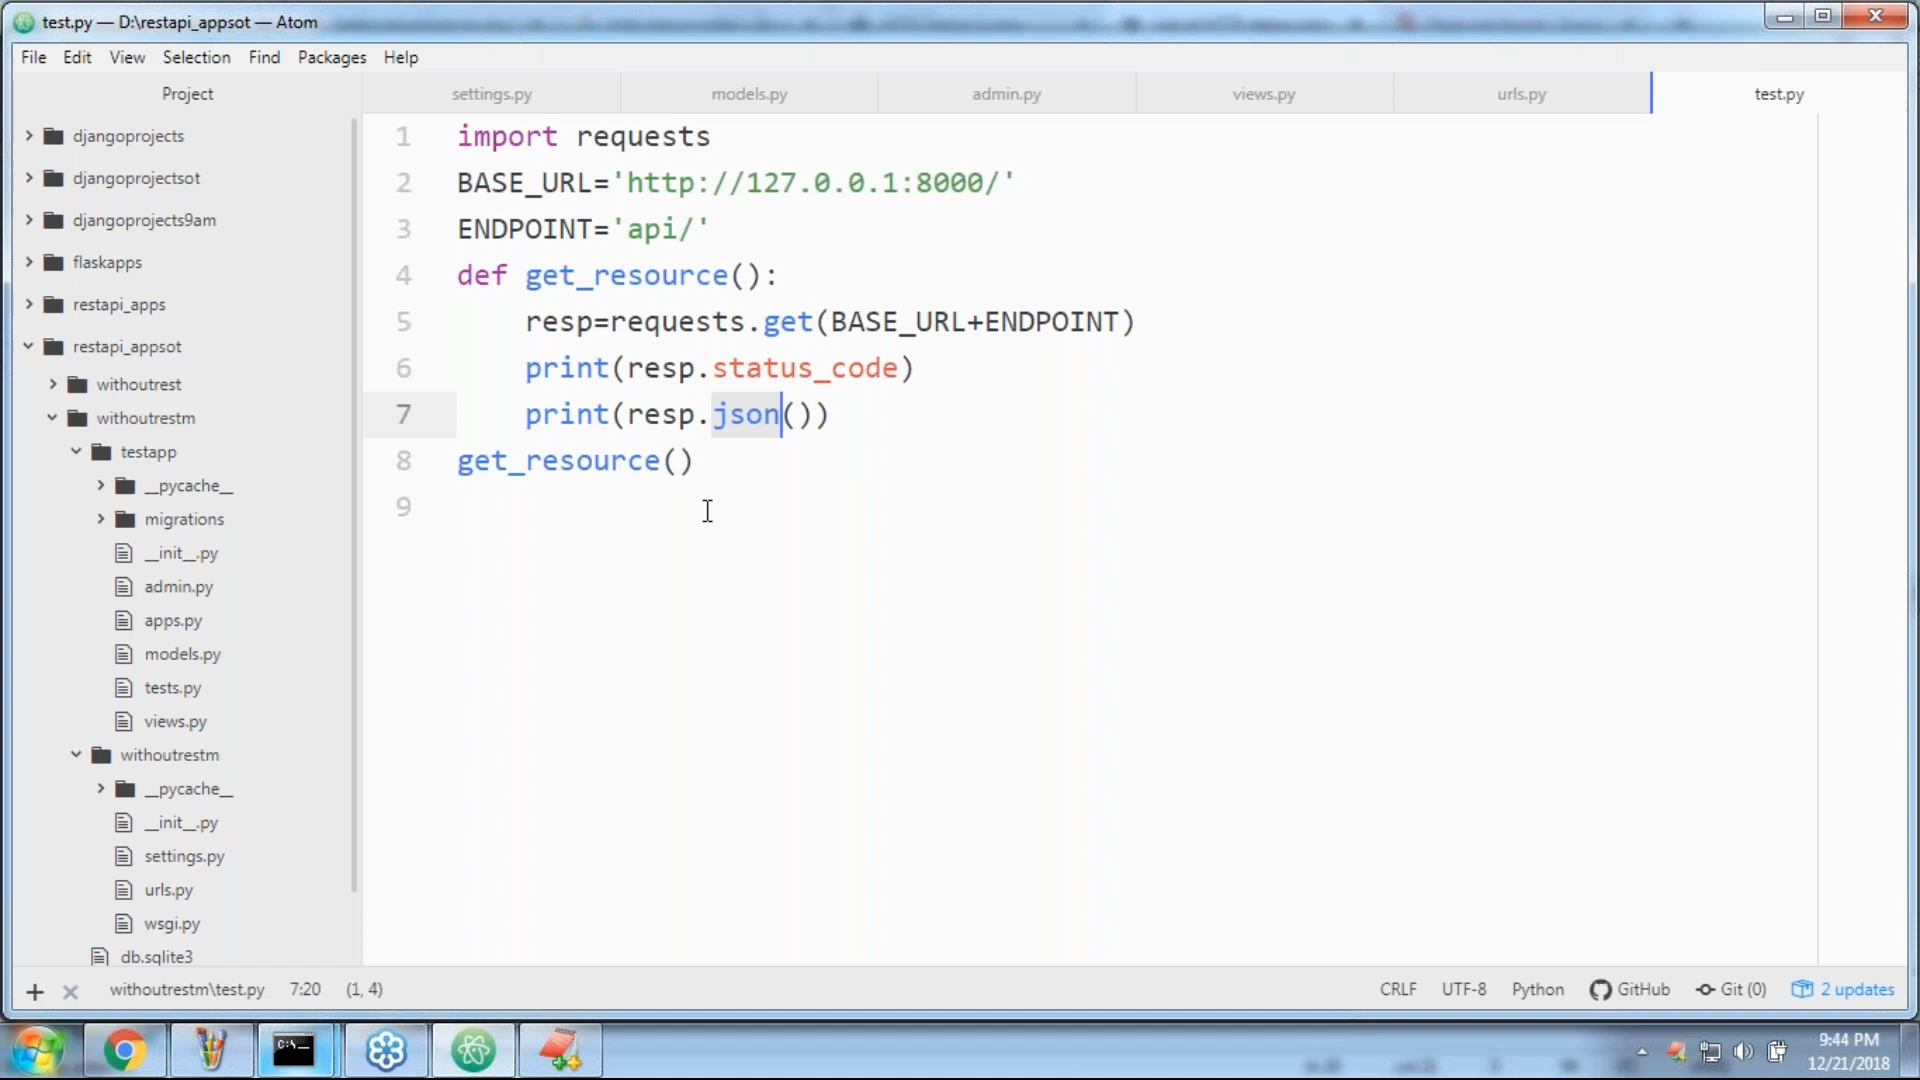 test.py — D:\restapi_appsot — Atom
File Edit View Selection Find Packages Help
Project
settings.py models.py admin.py views.py urls.py test.py
djangoprojects
djangoprojectsot
djangoprojects9am
flaskapps
restapi_apps
restapi_appsot
withoutrest
withoutrestm
testapp
__pycache__
migrations
__init__.py
admin.py
apps.py
models.py
tests.py
views.py
withoutrestm
__pycache__
__init__.py
settings.py
urls.py
wsgi.py
db.sqlite3
1 import requests
2 BASE_URL='http://127.0.0.1:8000/'
3 ENDPOINT='api/'
4 def get_resource():
5     resp=requests.get(BASE_URL+ENDPOINT)
6     print(resp.status_code)
7     print(resp.json())
8 get_resource()
9
withoutrestm\test.py 7:20 (1, 4) CRLF UTF-8 Python GitHub Git (0) 2 updates
C:\_
9:44 PM
12/21/2018